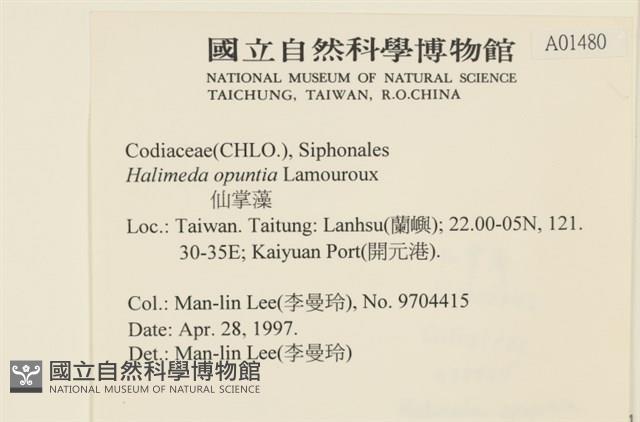 國立自然科學博物館
A01480
NATIONAL MUSEUM OF NATURAL SCIENCE
TAICHUNG, TAIWAN, R.O.CHINA
Codiaceae(CHLO.), Siphonales
Halimeda opuntia Lamouroux
仙掌藻
Loc.: Taiwan. Taitung: Lanhsu(蘭嶼); 22.00-05N, 121.
30-35E; Kaiyuan Port(開元港).
Col.: Man-lin Lee(李曼玲), No. 9704415
Date: Apr. 28, 1997.
Det.: Man-lin Lee(李曼玲)
國立自然科學博物館
NATIONAL MUSEUM OF NATURAL SCIENCE